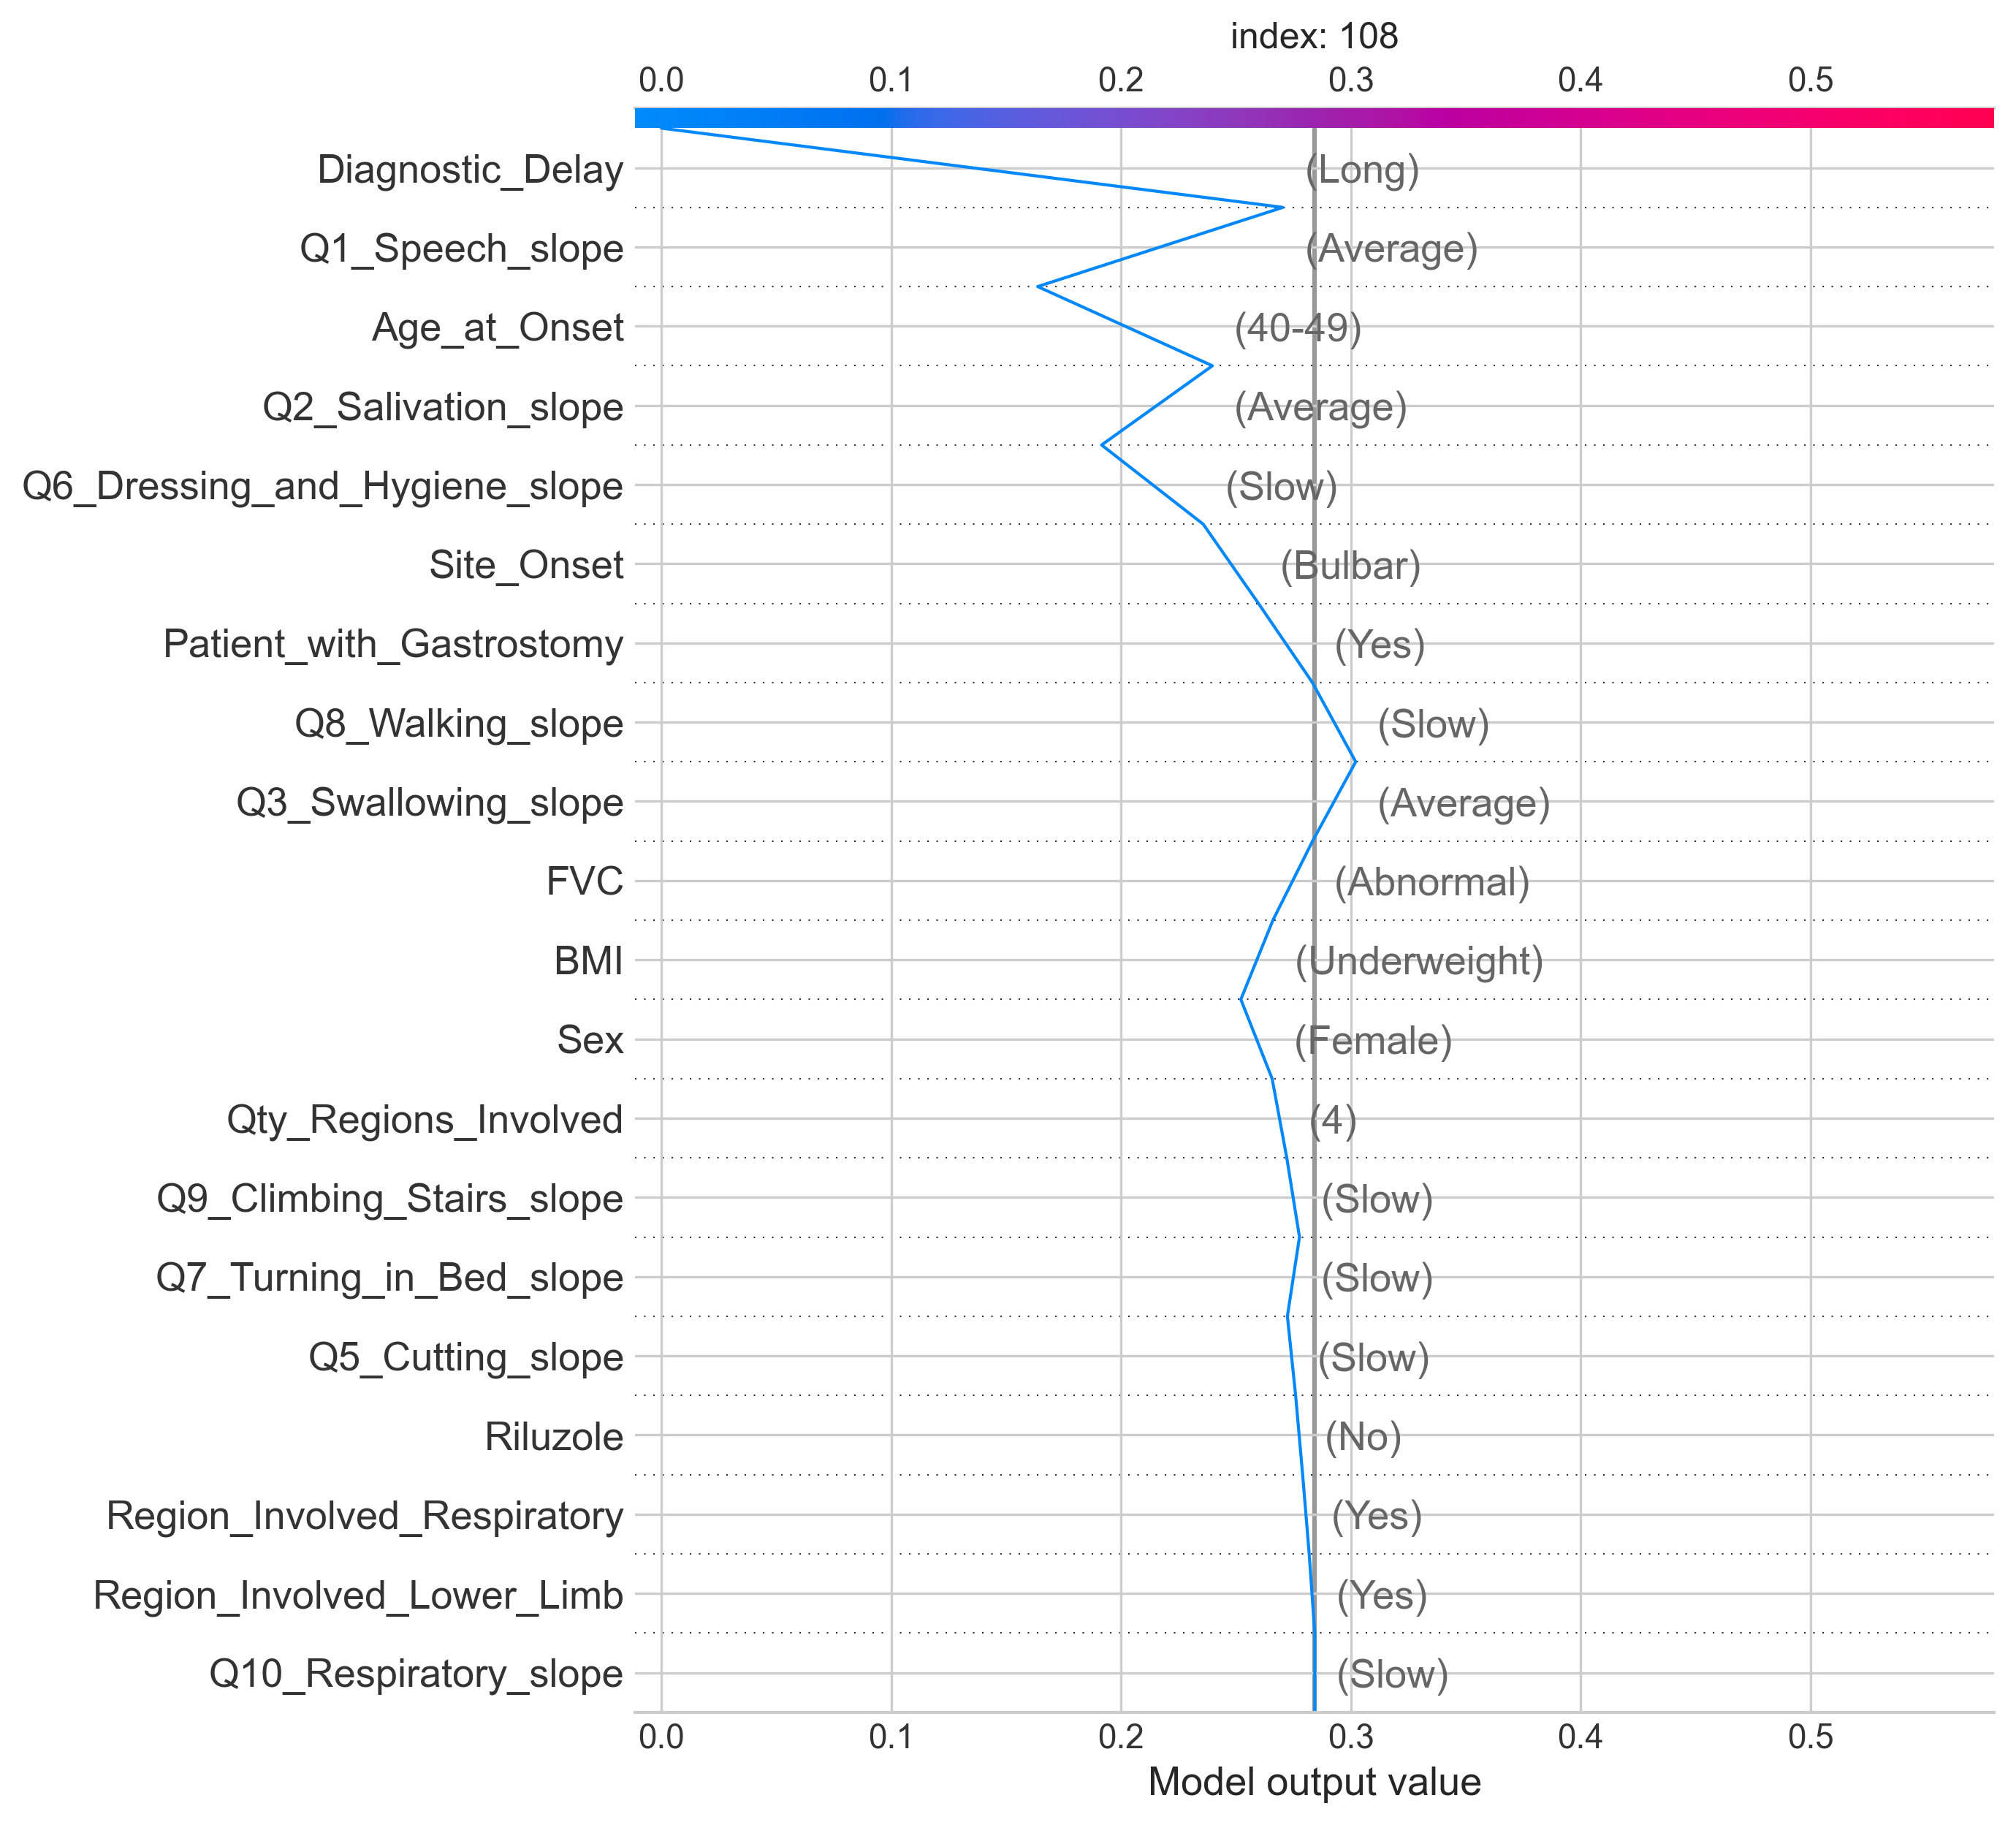 index: 108
0.0 0.1 0.2 0.3 0.4 0.5
Diagnostic_Delay (Long)
Q1_Speech_slope (Average)
Age_at_Onset (40-49)
Q2_Salivation_slope (Average)
Q6_Dressing_and_Hygiene_slope (Slow)
Site_Onset (Bulbar)
Patient_with_Gastrostomy (Yes)
Q8_Walking_slope (Slow)
Q3_Swallowing_slope (Average)
FVC (Abnormal)
BMI (Underweight)
Sex (Female)
Qty_Regions_Involved (4)
Q9_Climbing_Stairs_slope (Slow)
Q7_Turning_in_Bed_slope (Slow)
Q5_Cutting_slope (Slow)
Riluzole (No)
Region_Involved_Respiratory (Yes)
Region_Involved_Lower_Limb (Yes)
Q10_Respiratory_slope (Slow)
0.0 0.1 0.2 0.3 0.4 0.5
Model output value